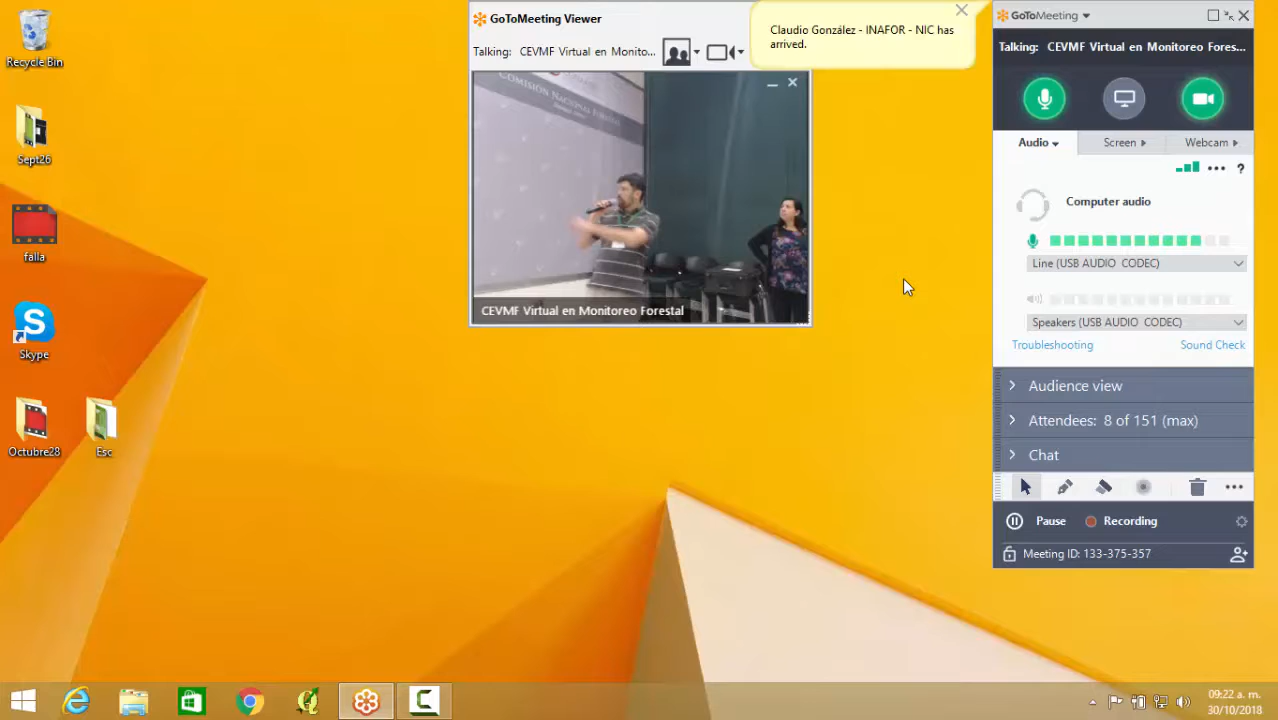 Recycle Bin
Sept26
falla
Skype
Octubre28
Esc
GoToMeeting Viewer
Talking: CEVMF Virtual en Monito...
COMISIÓN NACIONAL FORESTAL
CEVMF Virtual en Monitoreo Forestal
Claudio González - INAFOR - NIC has
arrived.
GoToMeeting
Talking: CEVMF Virtual en Monitoreo Fores...
Audio
Screen
Webcam
?
Computer audio
Line (USB AUDIO CODEC)
Speakers (USB AUDIO CODEC)
Troubleshooting
Sound Check
Audience view
Attendees: 8 of 151 (max)
Chat
Pause
Recording
Meeting ID: 133-375-357
09:22 a. m.
30/10/2018